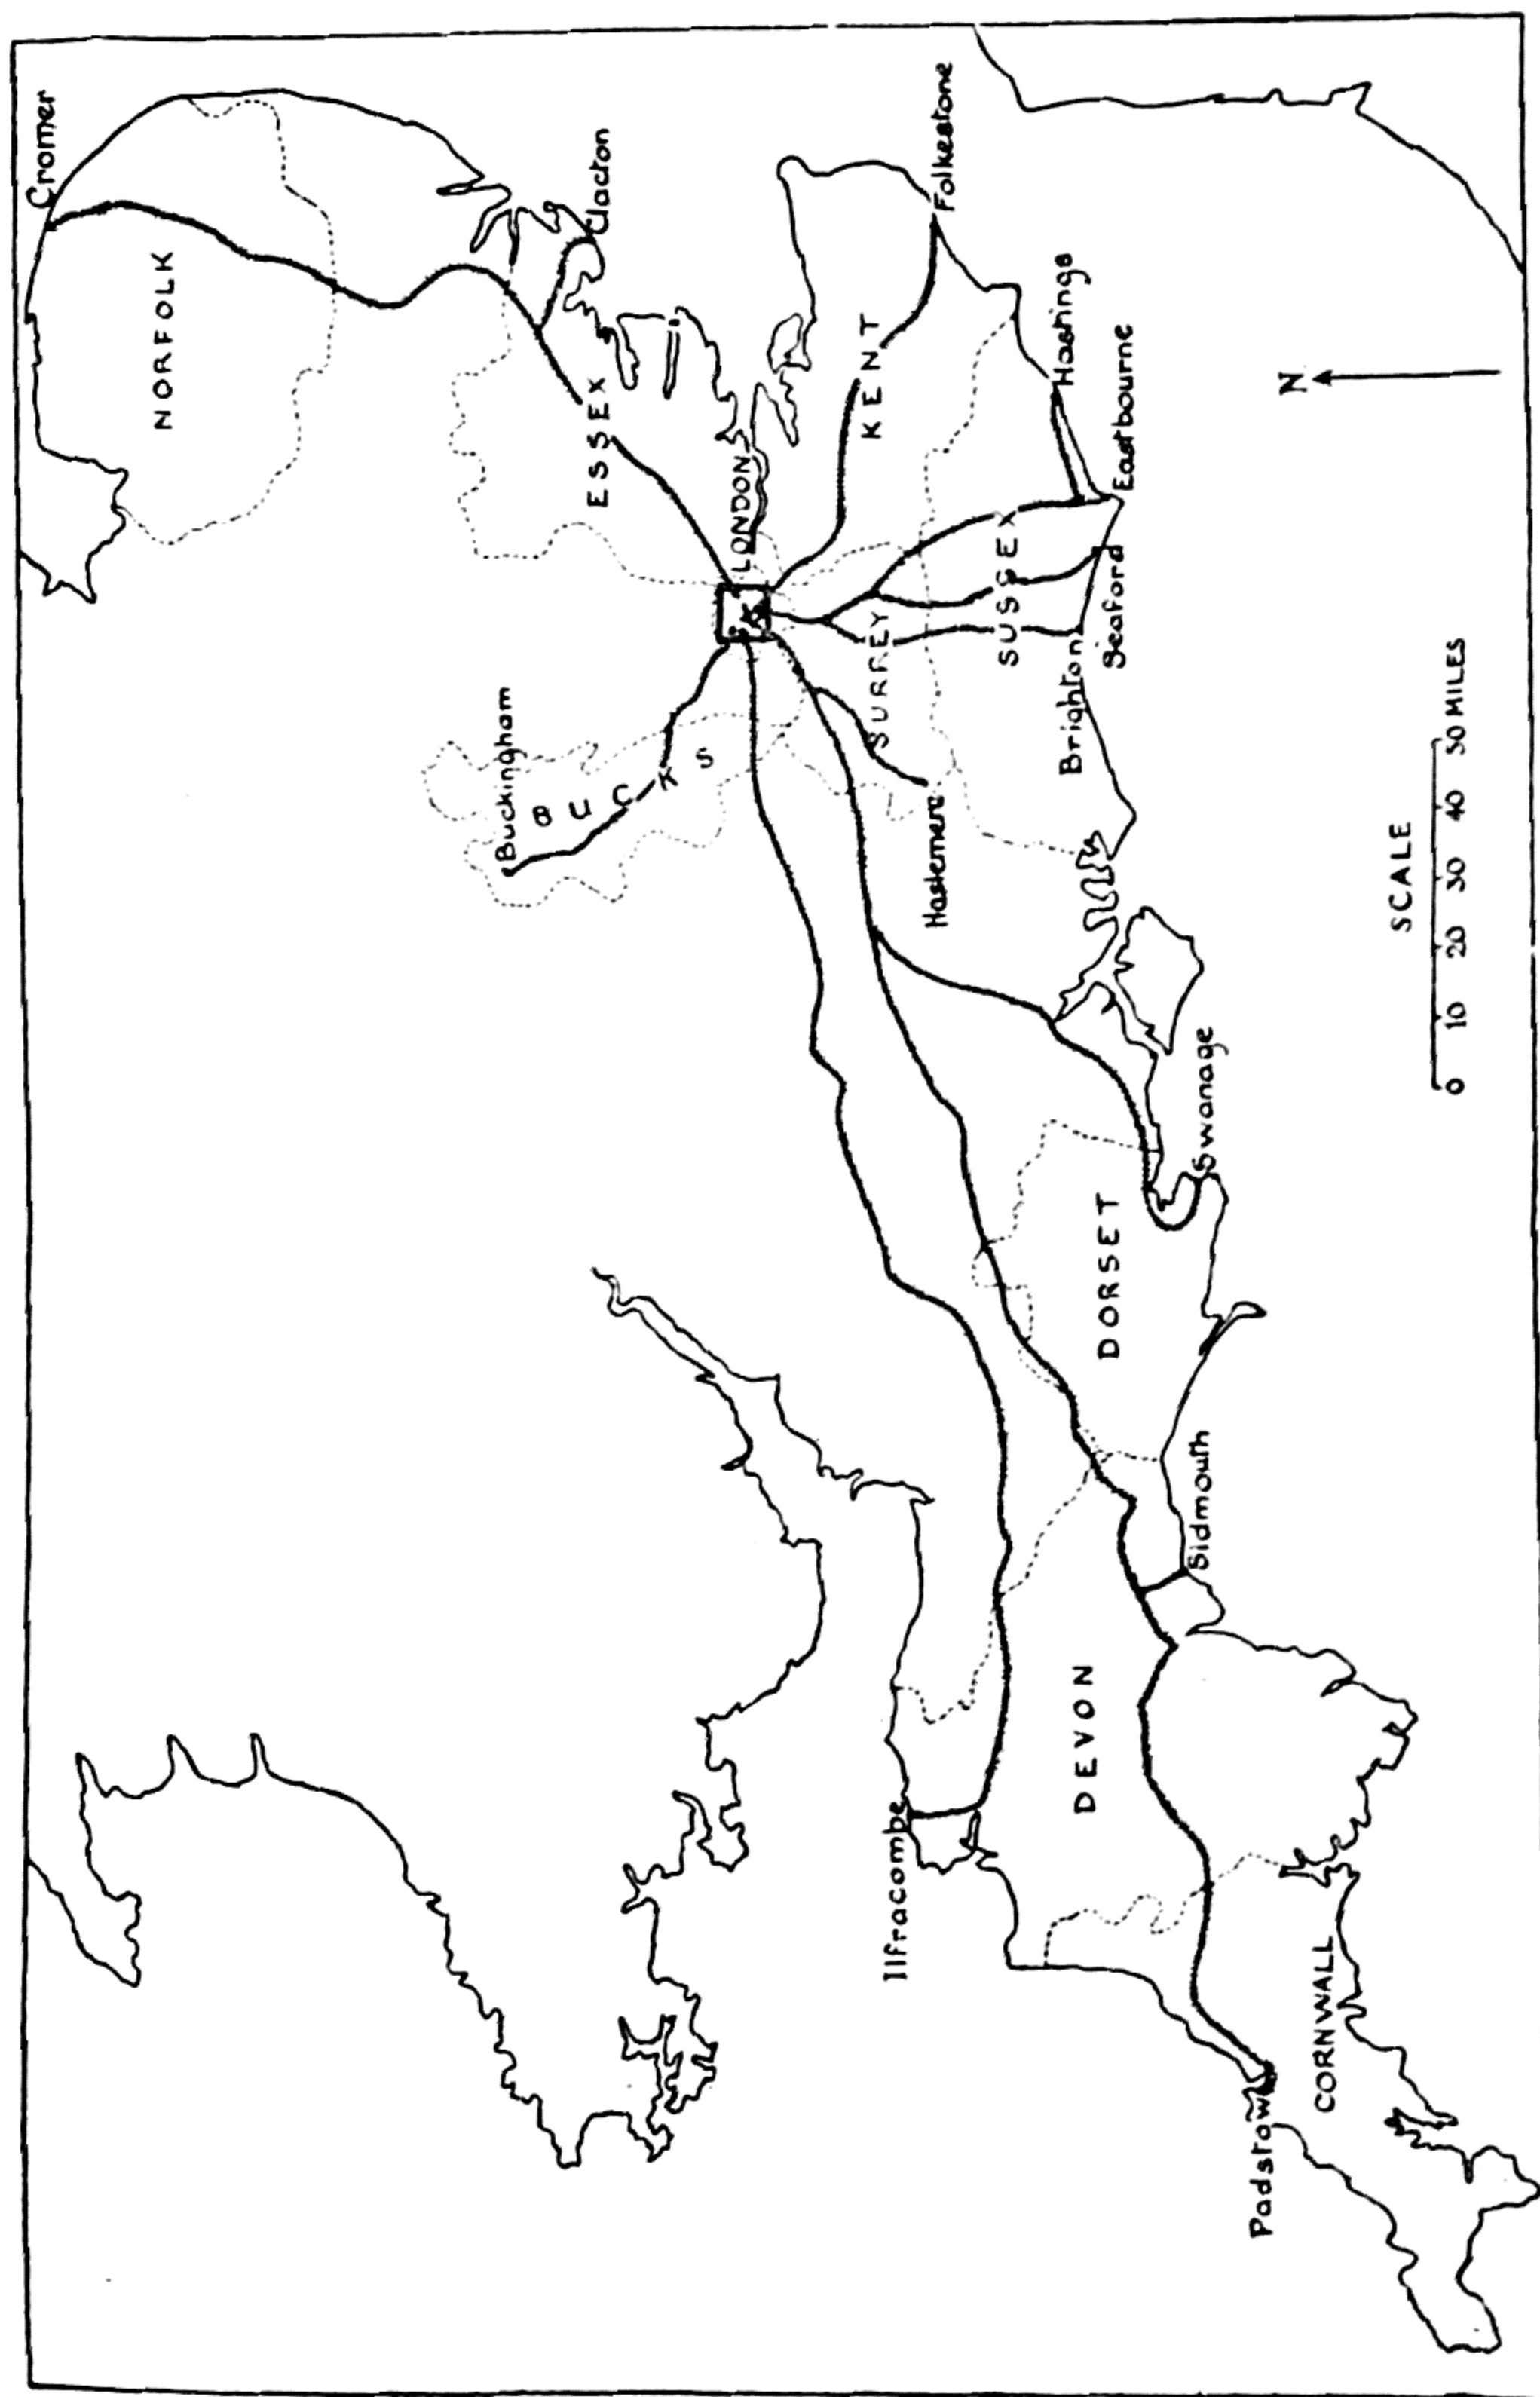 Cromer
NORFOLK
Clacton
ESSEX
Buckingham
BUCKS
LONDON
KENT
Folkestone
SURREY
Haslemere
SUSSEX
Hastings
Eastbourne
Seaford
Brighton
N
Swanage
DORSET
Sidmouth
Ilfracombe
DEVON
CORNWALL
Padstow
SCALE
0 10 20 30 40 50 MILES